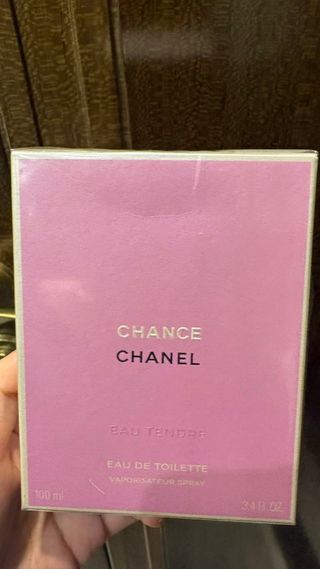 CHANCE
CHANEL
EAU TENDRE
EAU DE TOILETTE
VAPORISATEUR SPRAY
100 ml 3.4 FL. OZ.